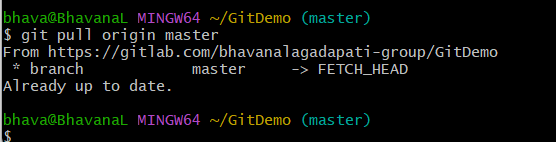 bhava@BhavanaL MINGW64 ~/GitDemo (master)
$ git pull origin master
From https://gitlab.com/bhavanalagadapati-group/GitDemo
 * branch            master     -> FETCH_HEAD
Already up to date.

bhava@BhavanaL MINGW64 ~/GitDemo (master)
$